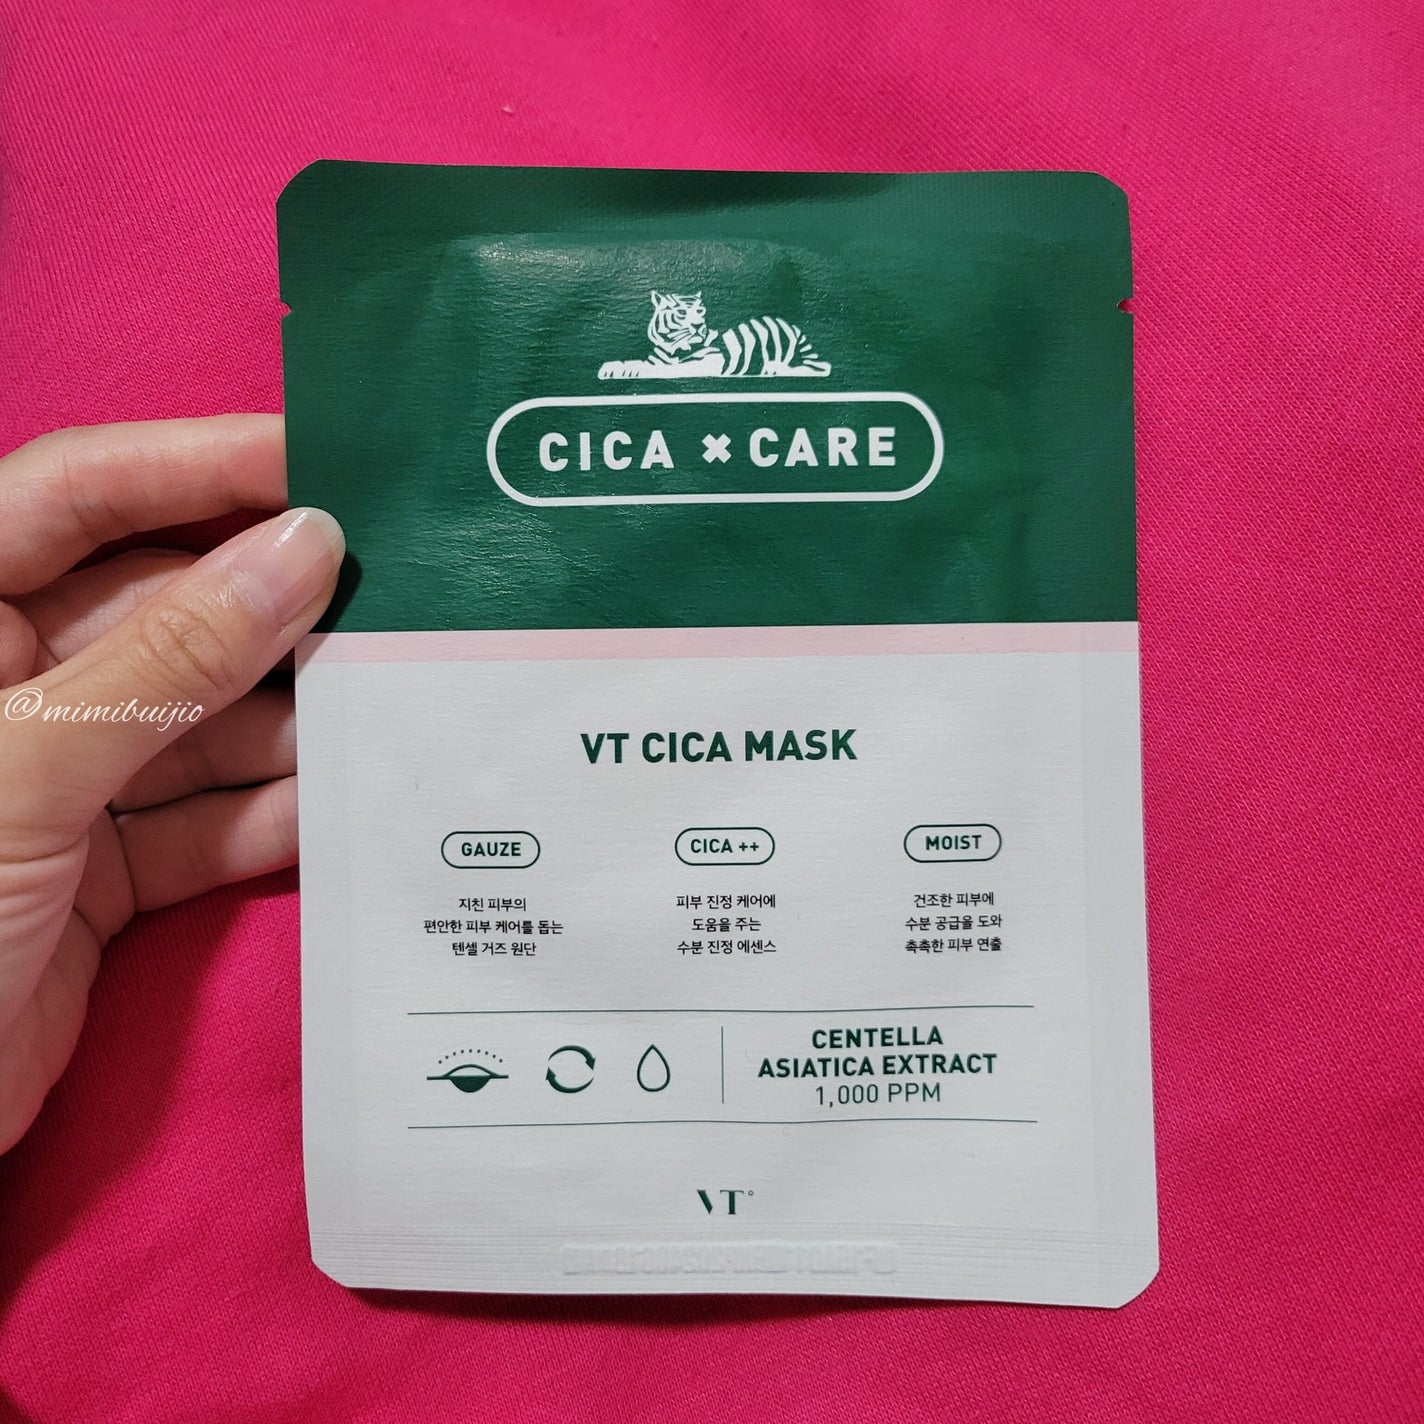 CICA × CARE
@mimibuijio
VT CICA MASK
GAUZE
지친 피부의
편안한 피부 케어를 돕는
텐셀 거즈 원단
CICA ++
피부 진정 케어에
도움을 주는
수분 진정 에센스
MOIST
건조한 피부에
수분 공급을 도와
촉촉한 피부 연출
CENTELLA
ASIATICA EXTRACT
1,000 PPM
VT